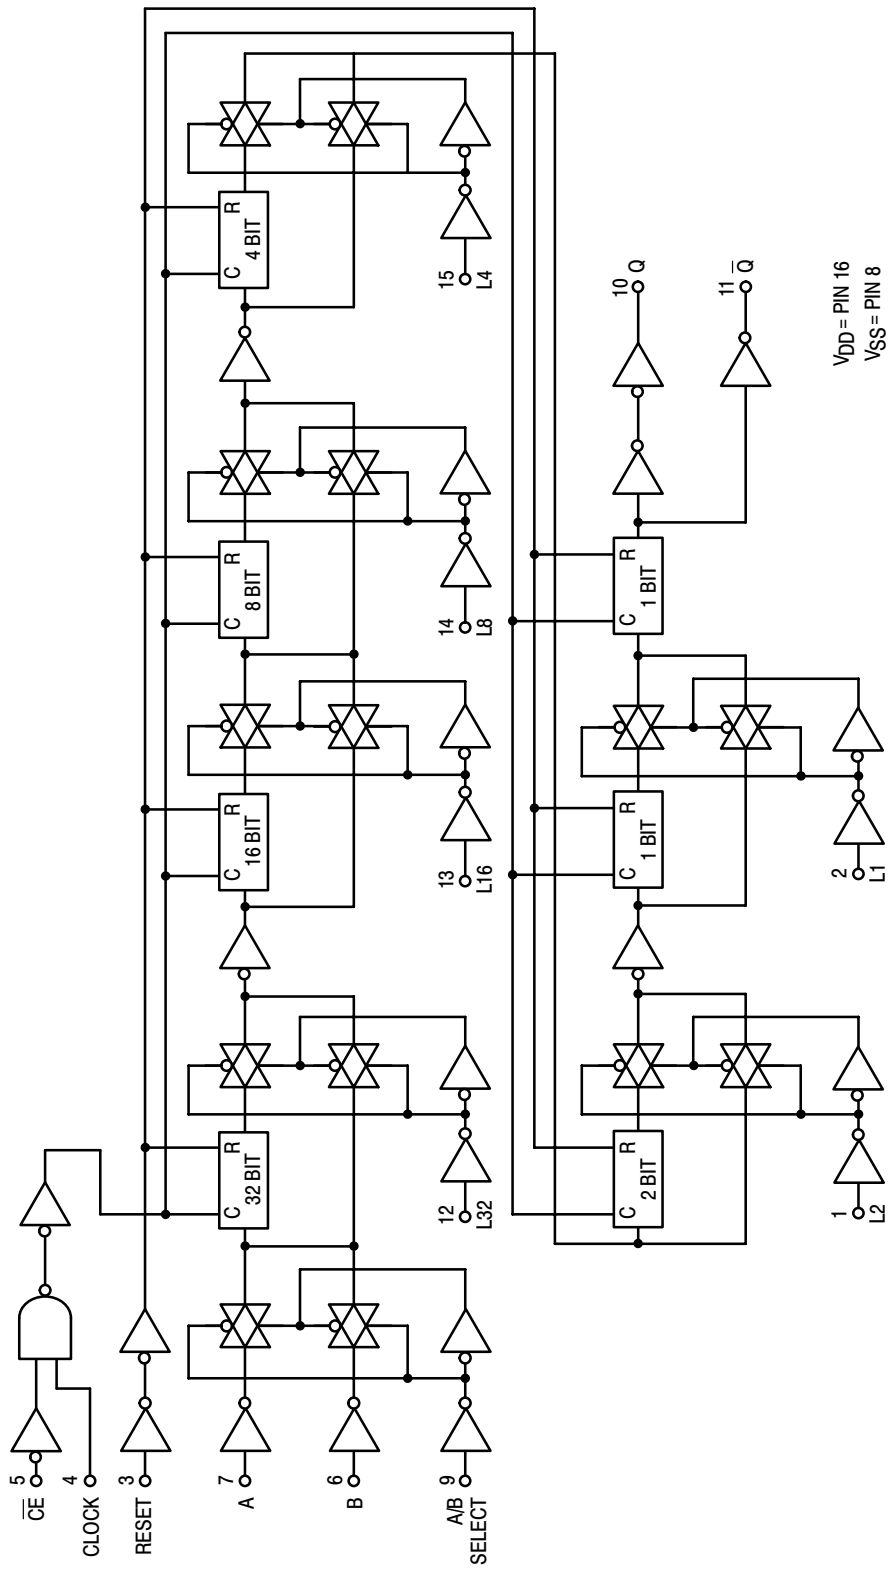 5
C̅E̅
4
CLOCK
3
RESET
7
A
6
B
9
A/B
SELECT
C
R
32 BIT
12
L32
C
R
16 BIT
13
L16
C
R
8 BIT
14
L8
C
R
4 BIT
15
L4
C
R
2 BIT
1
L2
C
R
1 BIT
2
L1
C
R
1 BIT
10
Q
11
Q̅
VDD = PIN 16
VSS = PIN 8